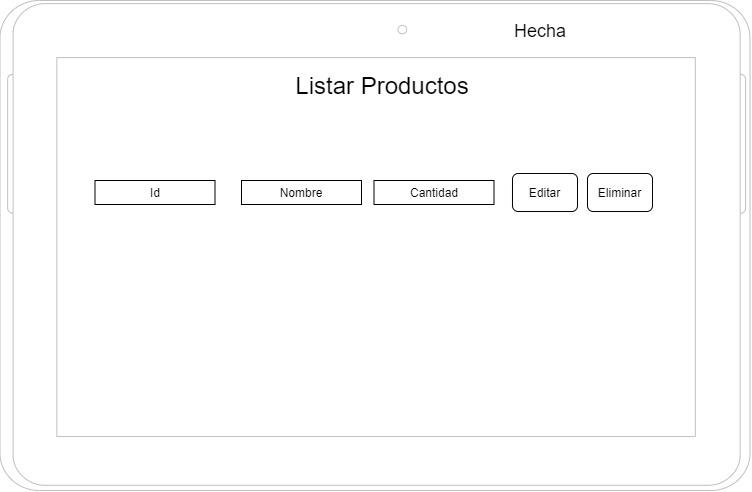 Hecha
Listar Productos
Id Nombre Cantidad Editar Eliminar